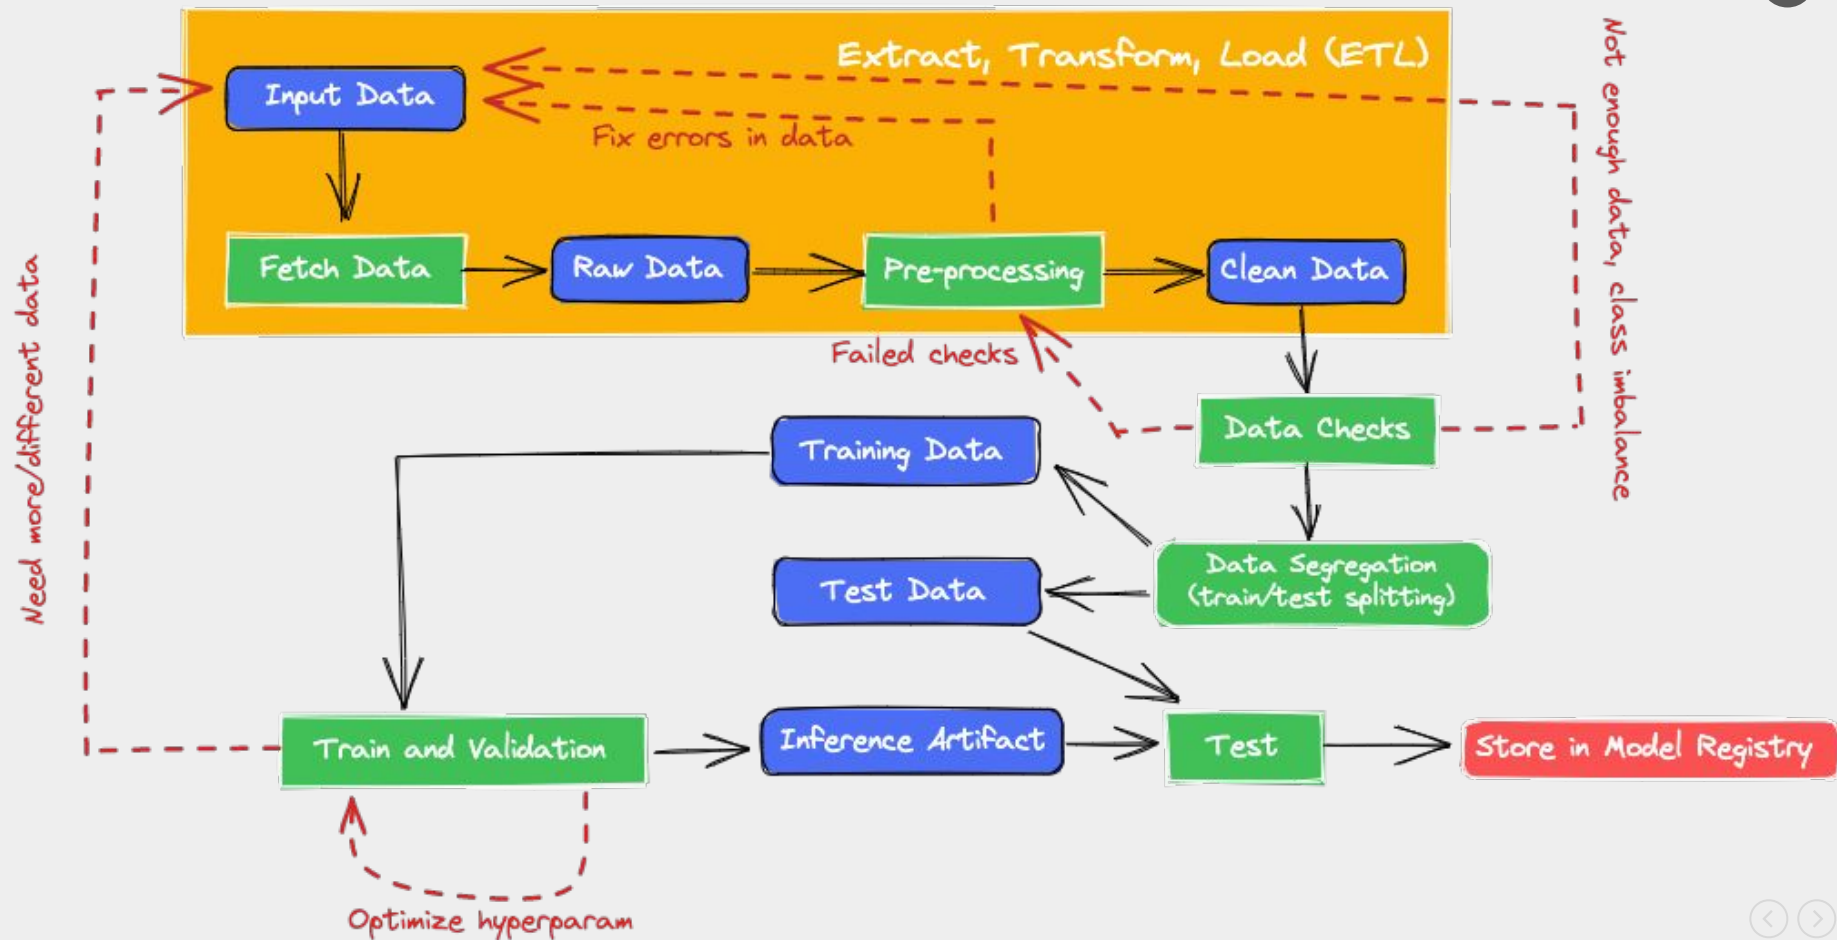 Extract, Transform, Load (ETL)
Input Data
Fix errors in data
Fetch Data
Raw Data
Pre-processing
Clean Data
Not enough data, class imbalance
Need more/different data
Failed checks
Data Checks
Training Data
Data Segregation
(train/test splitting)
Test Data
Train and Validation
Inference Artifact
Test
Store in Model Registry
Optimize hyperparam